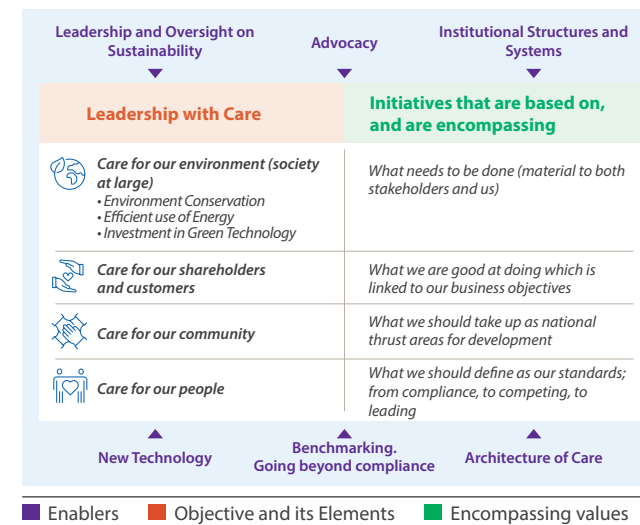 Leadership and Oversight on
Sustainability
Advocacy
Institutional Structures and
Systems
Leadership with Care
Initiatives that are based on,
and are encompassing
Care for our environment (society
at large)
• Environment Conservation
• Efficient use of Energy
• Investment in Green Technology
What needs to be done (material to both
stakeholders and us)
Care for our shareholders
and customers
What we are good at doing which is
linked to our business objectives
Care for our community
What we should take up as national
thrust areas for development
Care for our people
What we should define as our standards;
from compliance, to competing, to
leading
New Technology
Benchmarking.
Going beyond compliance
Architecture of Care
Enablers
Objective and its Elements
Encompassing values